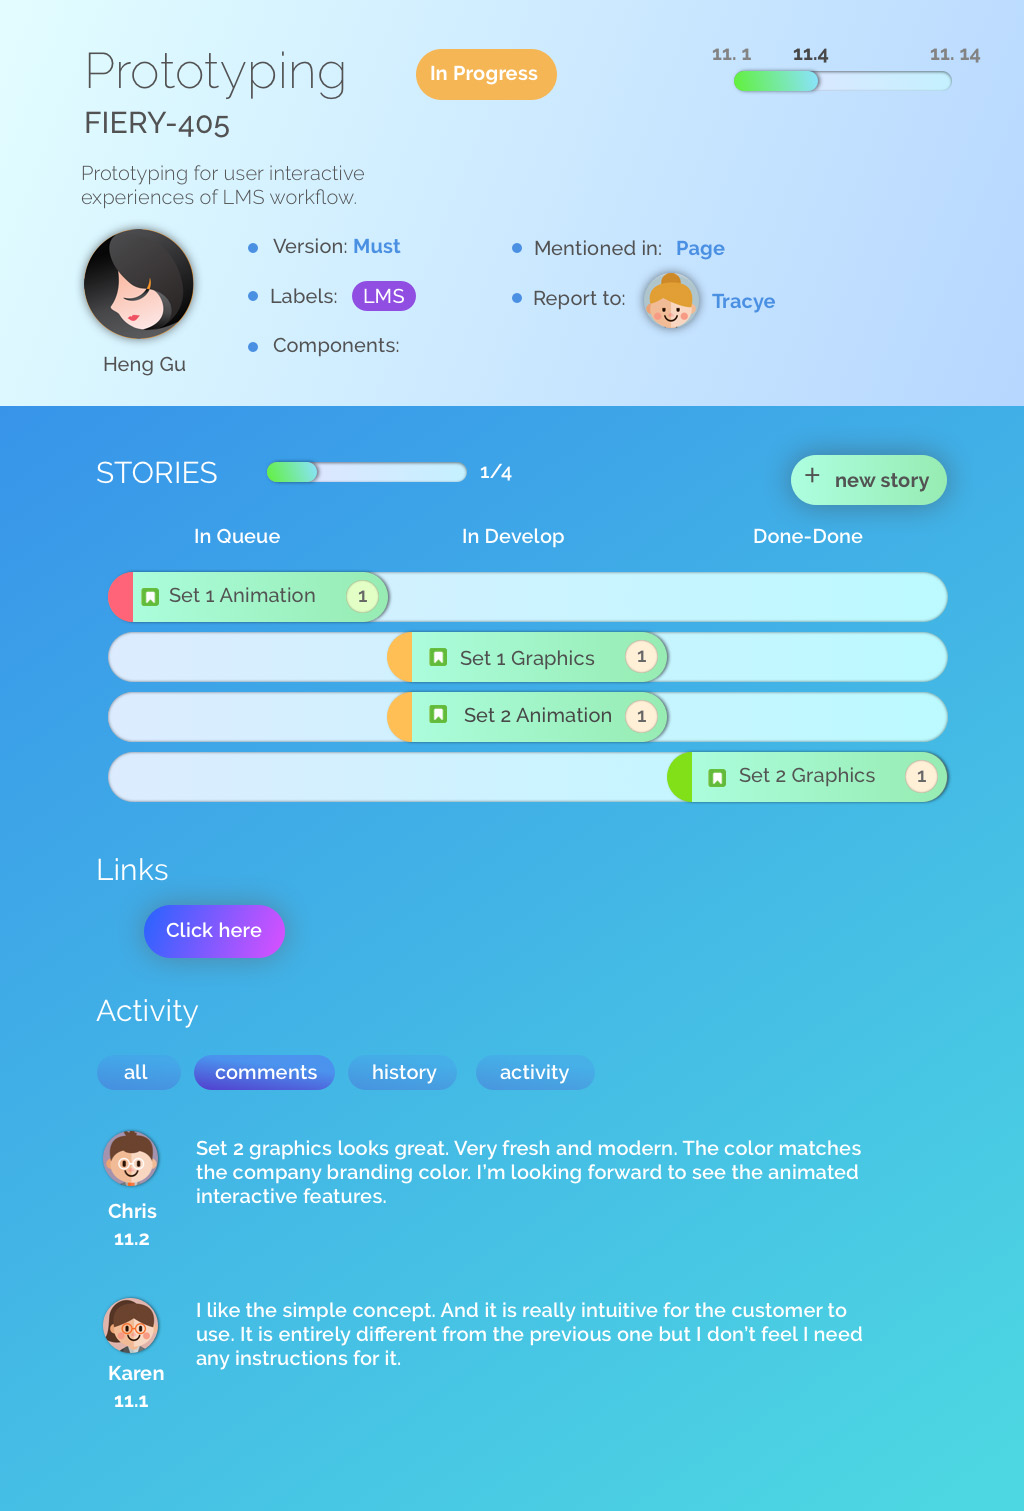 Prototyping
In Progress
11. 1 11.4 11. 14
FIERY-405
Prototyping for user interactive
experiences of LMS workflow.
Version: Must
Mentioned in: Page
Labels: LMS
Report to: Tracye
Components:
Heng Gu
STORIES 1/4
+ new story
In Queue In Develop Done-Done
Set 1 Animation 1
Set 1 Graphics 1
Set 2 Animation 1
Set 2 Graphics 1
Links
Click here
Activity
all comments history activity
Set 2 graphics looks great. Very fresh and modern. The color matches
the company branding color. I’m looking forward to see the animated
interactive features.
Chris
11.2
I like the simple concept. And it is really intuitive for the customer to
use. It is entirely different from the previous one but I don’t feel I need
any instructions for it.
Karen
11.1